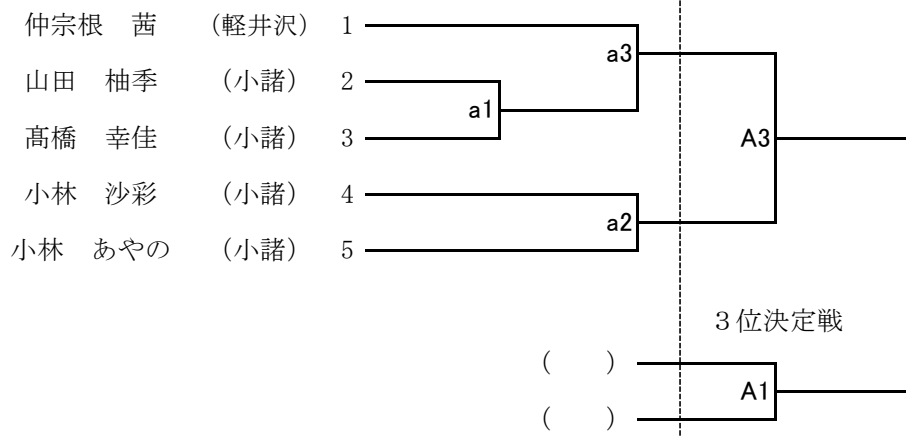 仲宗根　茜　（軽井沢）　1
a3
山田　柚季　（小諸）　2
a1
髙橋　幸佳　（小諸）　3
A3
小林　沙彩　（小諸）　4
a2
小林　あやの　（小諸）　5
３位決定戦
（　　）
A1
（　　）